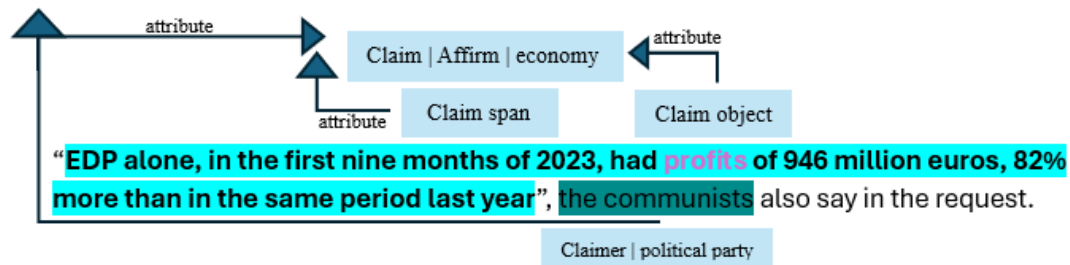 attribute
attribute
Claim | Affirm | economy
Claim span
Claim object
attribute
“EDP alone, in the first nine months of 2023, had profits of 946 million euros, 82%
more than in the same period last year”, the communists also say in the request.
Claimer | political party